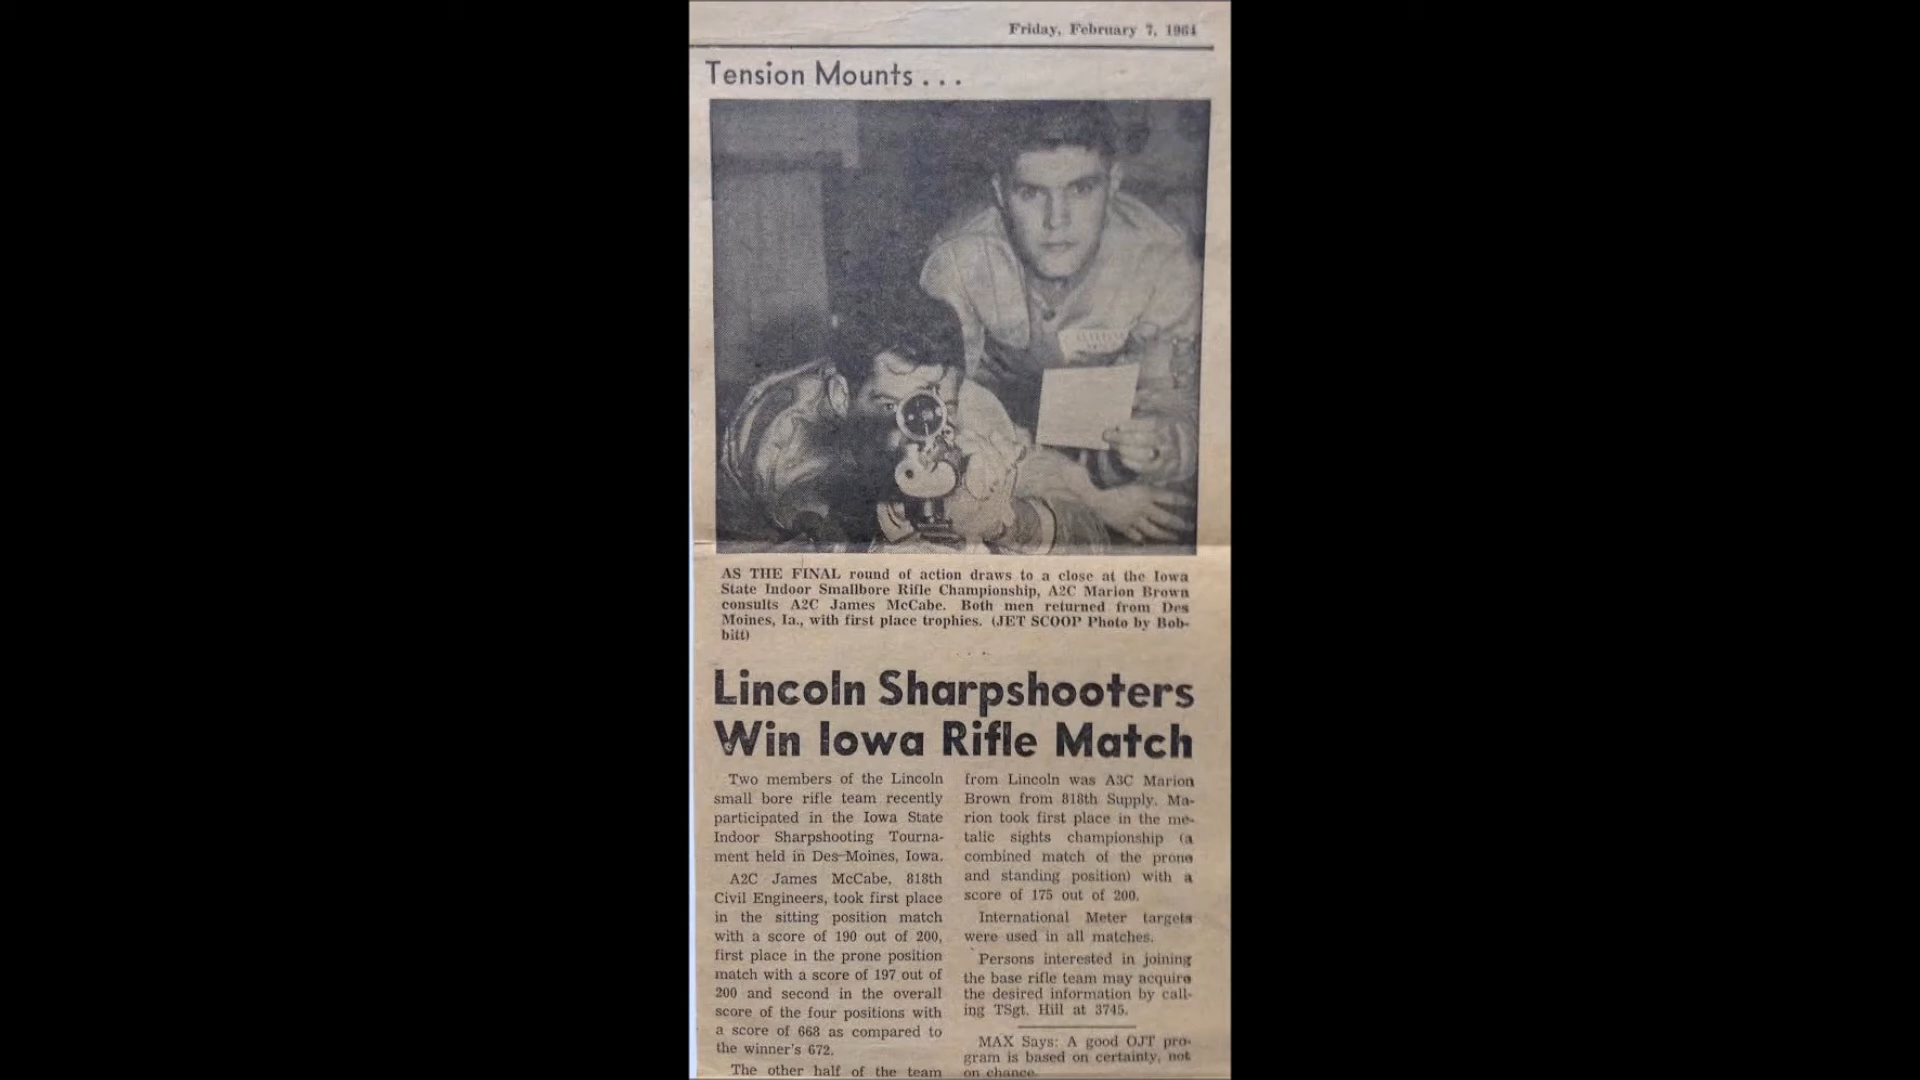 Friday, February 7, 1964
Tension Mounts . . .
AS THE FINAL round of action draws to a close at the Iowa
State Indoor Smallbore Rifle Championship, A2C Marion Brown
consults A2C James McCabe. Both men returned from Des
Moines, Ia., with first place trophies. (JET SCOOP Photo by Bob-
bitt)
Lincoln Sharpshooters
Win Iowa Rifle Match
Two members of the Lincoln
small bore rifle team recently
participated in the Iowa State
Indoor Sharpshooting Tourna-
ment held in Des Moines, Iowa.
A2C James McCabe, 818th
Civil Engineers, took first place
in the sitting position match
with a score of 190 out of 200,
first place in the prone position
match with a score of 197 out of
200 and second in the overall
score of the four positions with
a score of 668 as compared to
the winner's 672.
The other half of the team
from Lincoln was A3C Marion
Brown from 818th Supply. Ma-
rion took first place in the me-
talic sights championship (a
combined match of the prone
and standing position) with a
score of 175 out of 200.
International Meter targets
were used in all matches.
Persons interested in joining
the base rifle team may acquire
the desired information by call-
ing TSgt. Hill at 3745.
MAX Says: A good OJT pro-
gram is based on certainty, not
on chance.